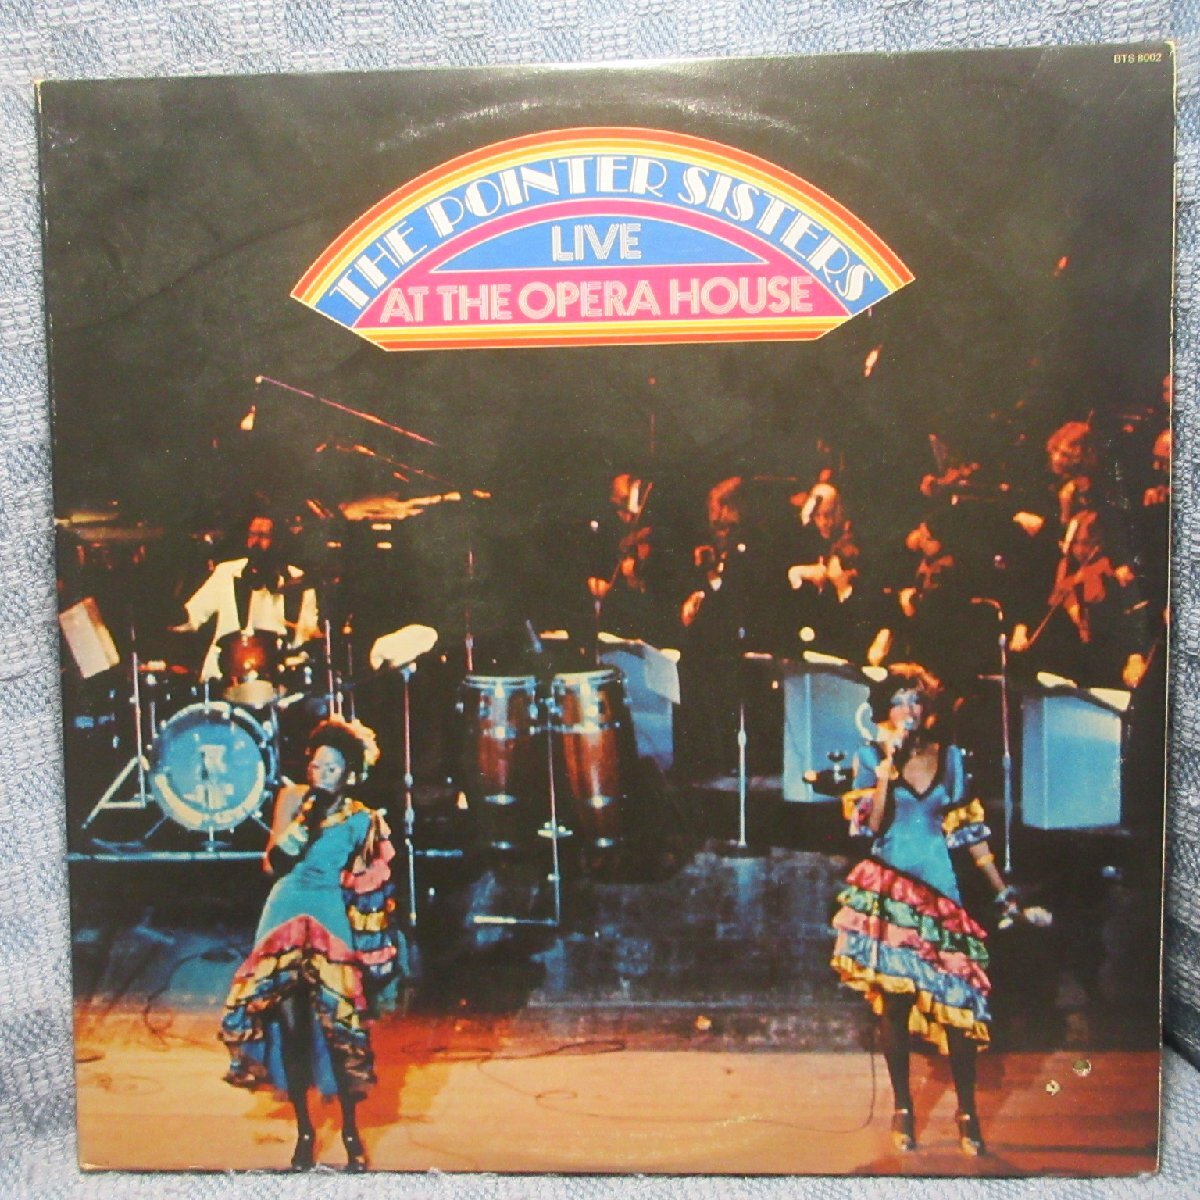 BTS 8002
THE POINTER SISTERS
LIVE
AT THE OPERA HOUSE